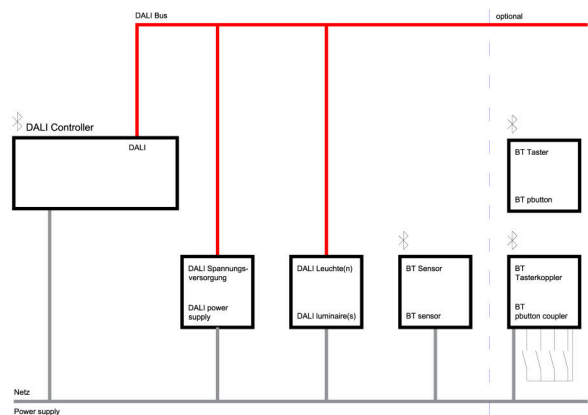 DALI Bus
optional
DALI Controller
DALI
BT Taster
BT pbutton
DALI Spannungs-
versorgung
DALI power
supply
DALI Leuchte(n)
DALI luminaire(s)
BT Sensor
BT sensor
BT
Tasterkoppler
BT
pbutton coupler
Netz
Power supply